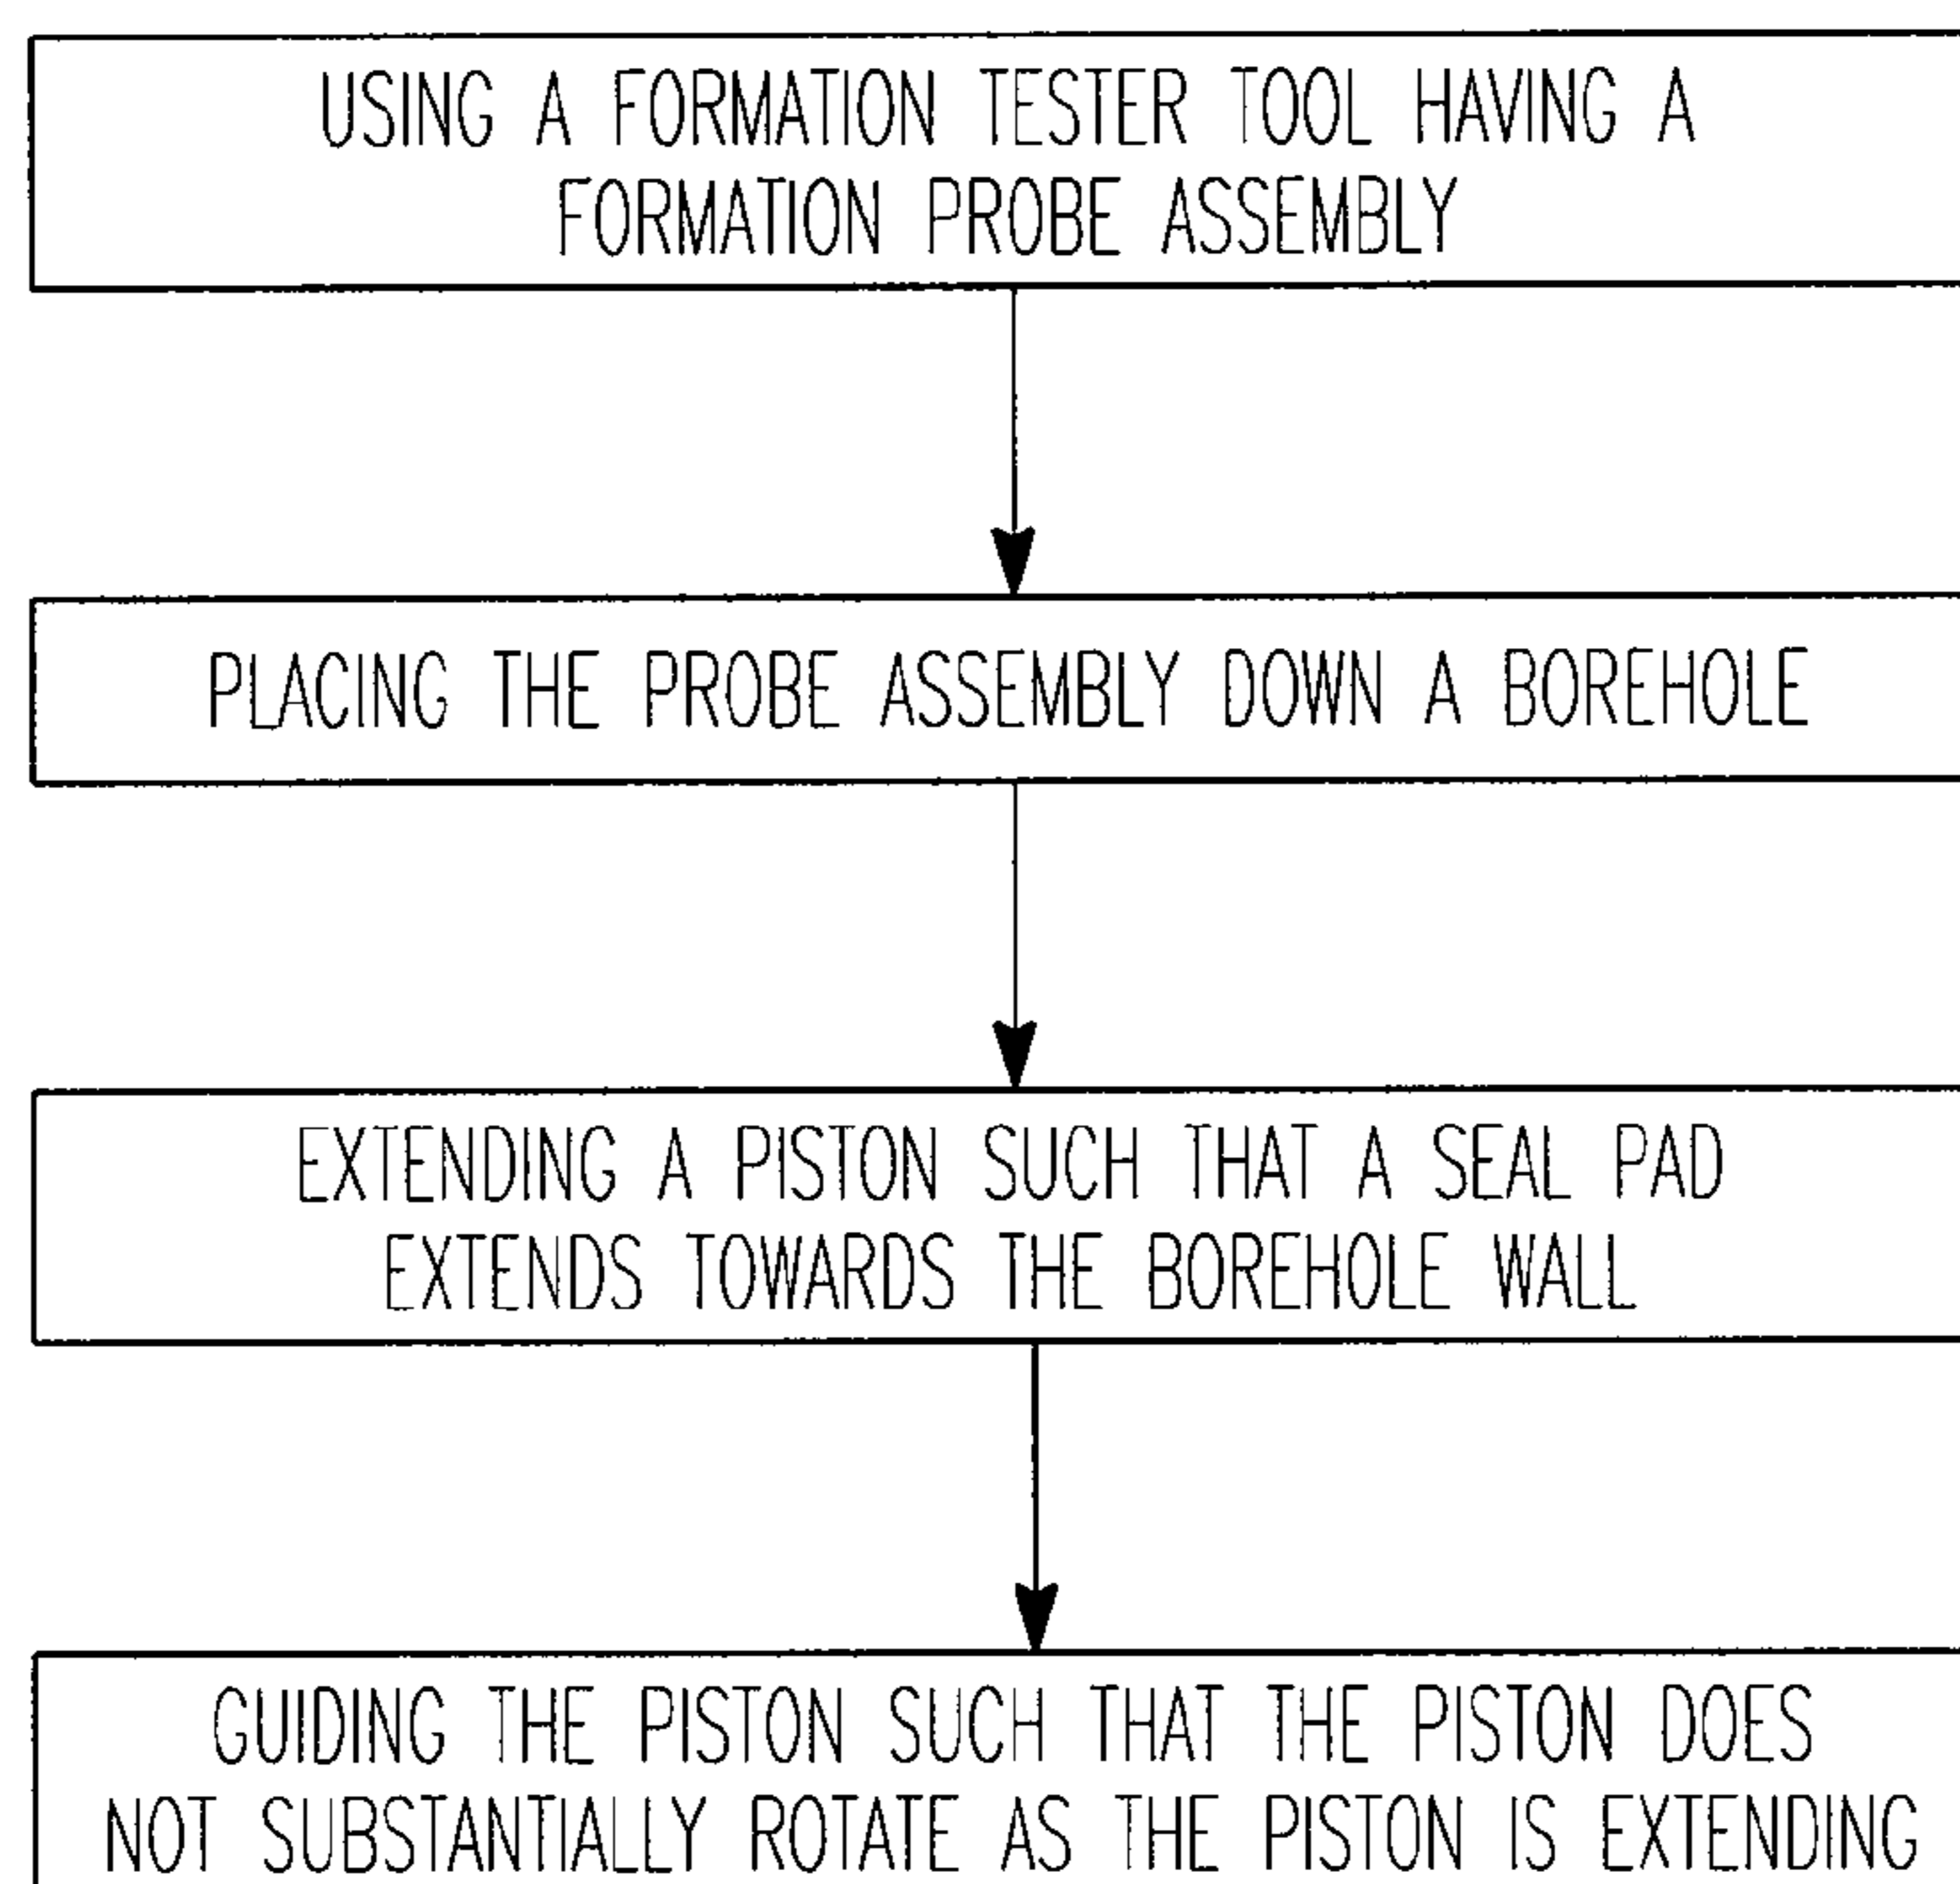 USING A FORMATION TESTER TOOL HAVING A
FORMATION PROBE ASSEMBLY
PLACING THE PROBE ASSEMBLY DOWN A BOREHOLE
EXTENDING A PISTON SUCH THAT A SEAL PAD
EXTENDS TOWARDS THE BOREHOLE WALL
GUIDING THE PISTON SUCH THAT THE PISTON DOES
NOT SUBSTANTIALLY ROTATE AS THE PISTON IS EXTENDING